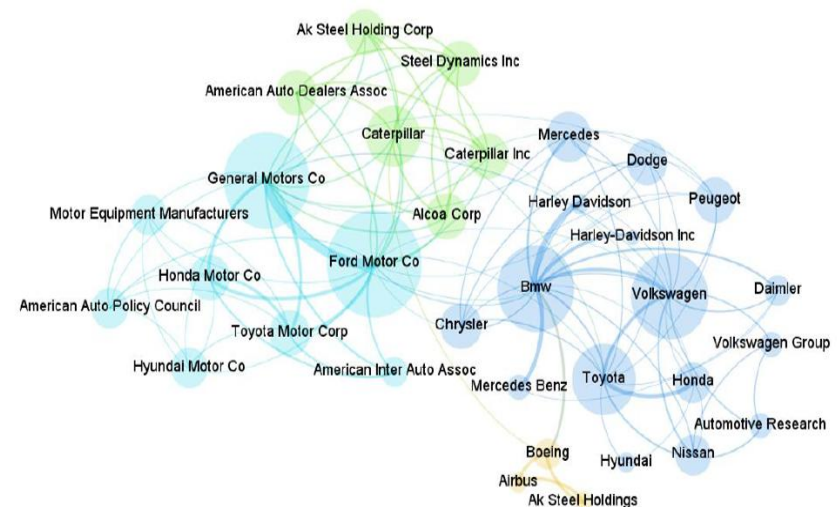 Ak Steel Holding Corp
Steel Dynamics Inc
American Auto Dealers Assoc
Caterpillar
Mercedes
Caterpillar Inc
Dodge
General Motors Co
Harley Davidson
Peugeot
Motor Equipment Manufacturers
Alcoa Corp
Harley-Davidson Inc
Ford Motor Co
Honda Motor Co
Bmw
Volkswagen
Daimler
American Auto Policy Council
Chrysler
Toyota Motor Corp
Volkswagen Group
Hyundai Motor Co
American Inter Auto Assoc
Mercedes Benz
Toyota
Honda
Automotive Research
Boeing
Hyundai
Nissan
Airbus
Ak Steel Holdings